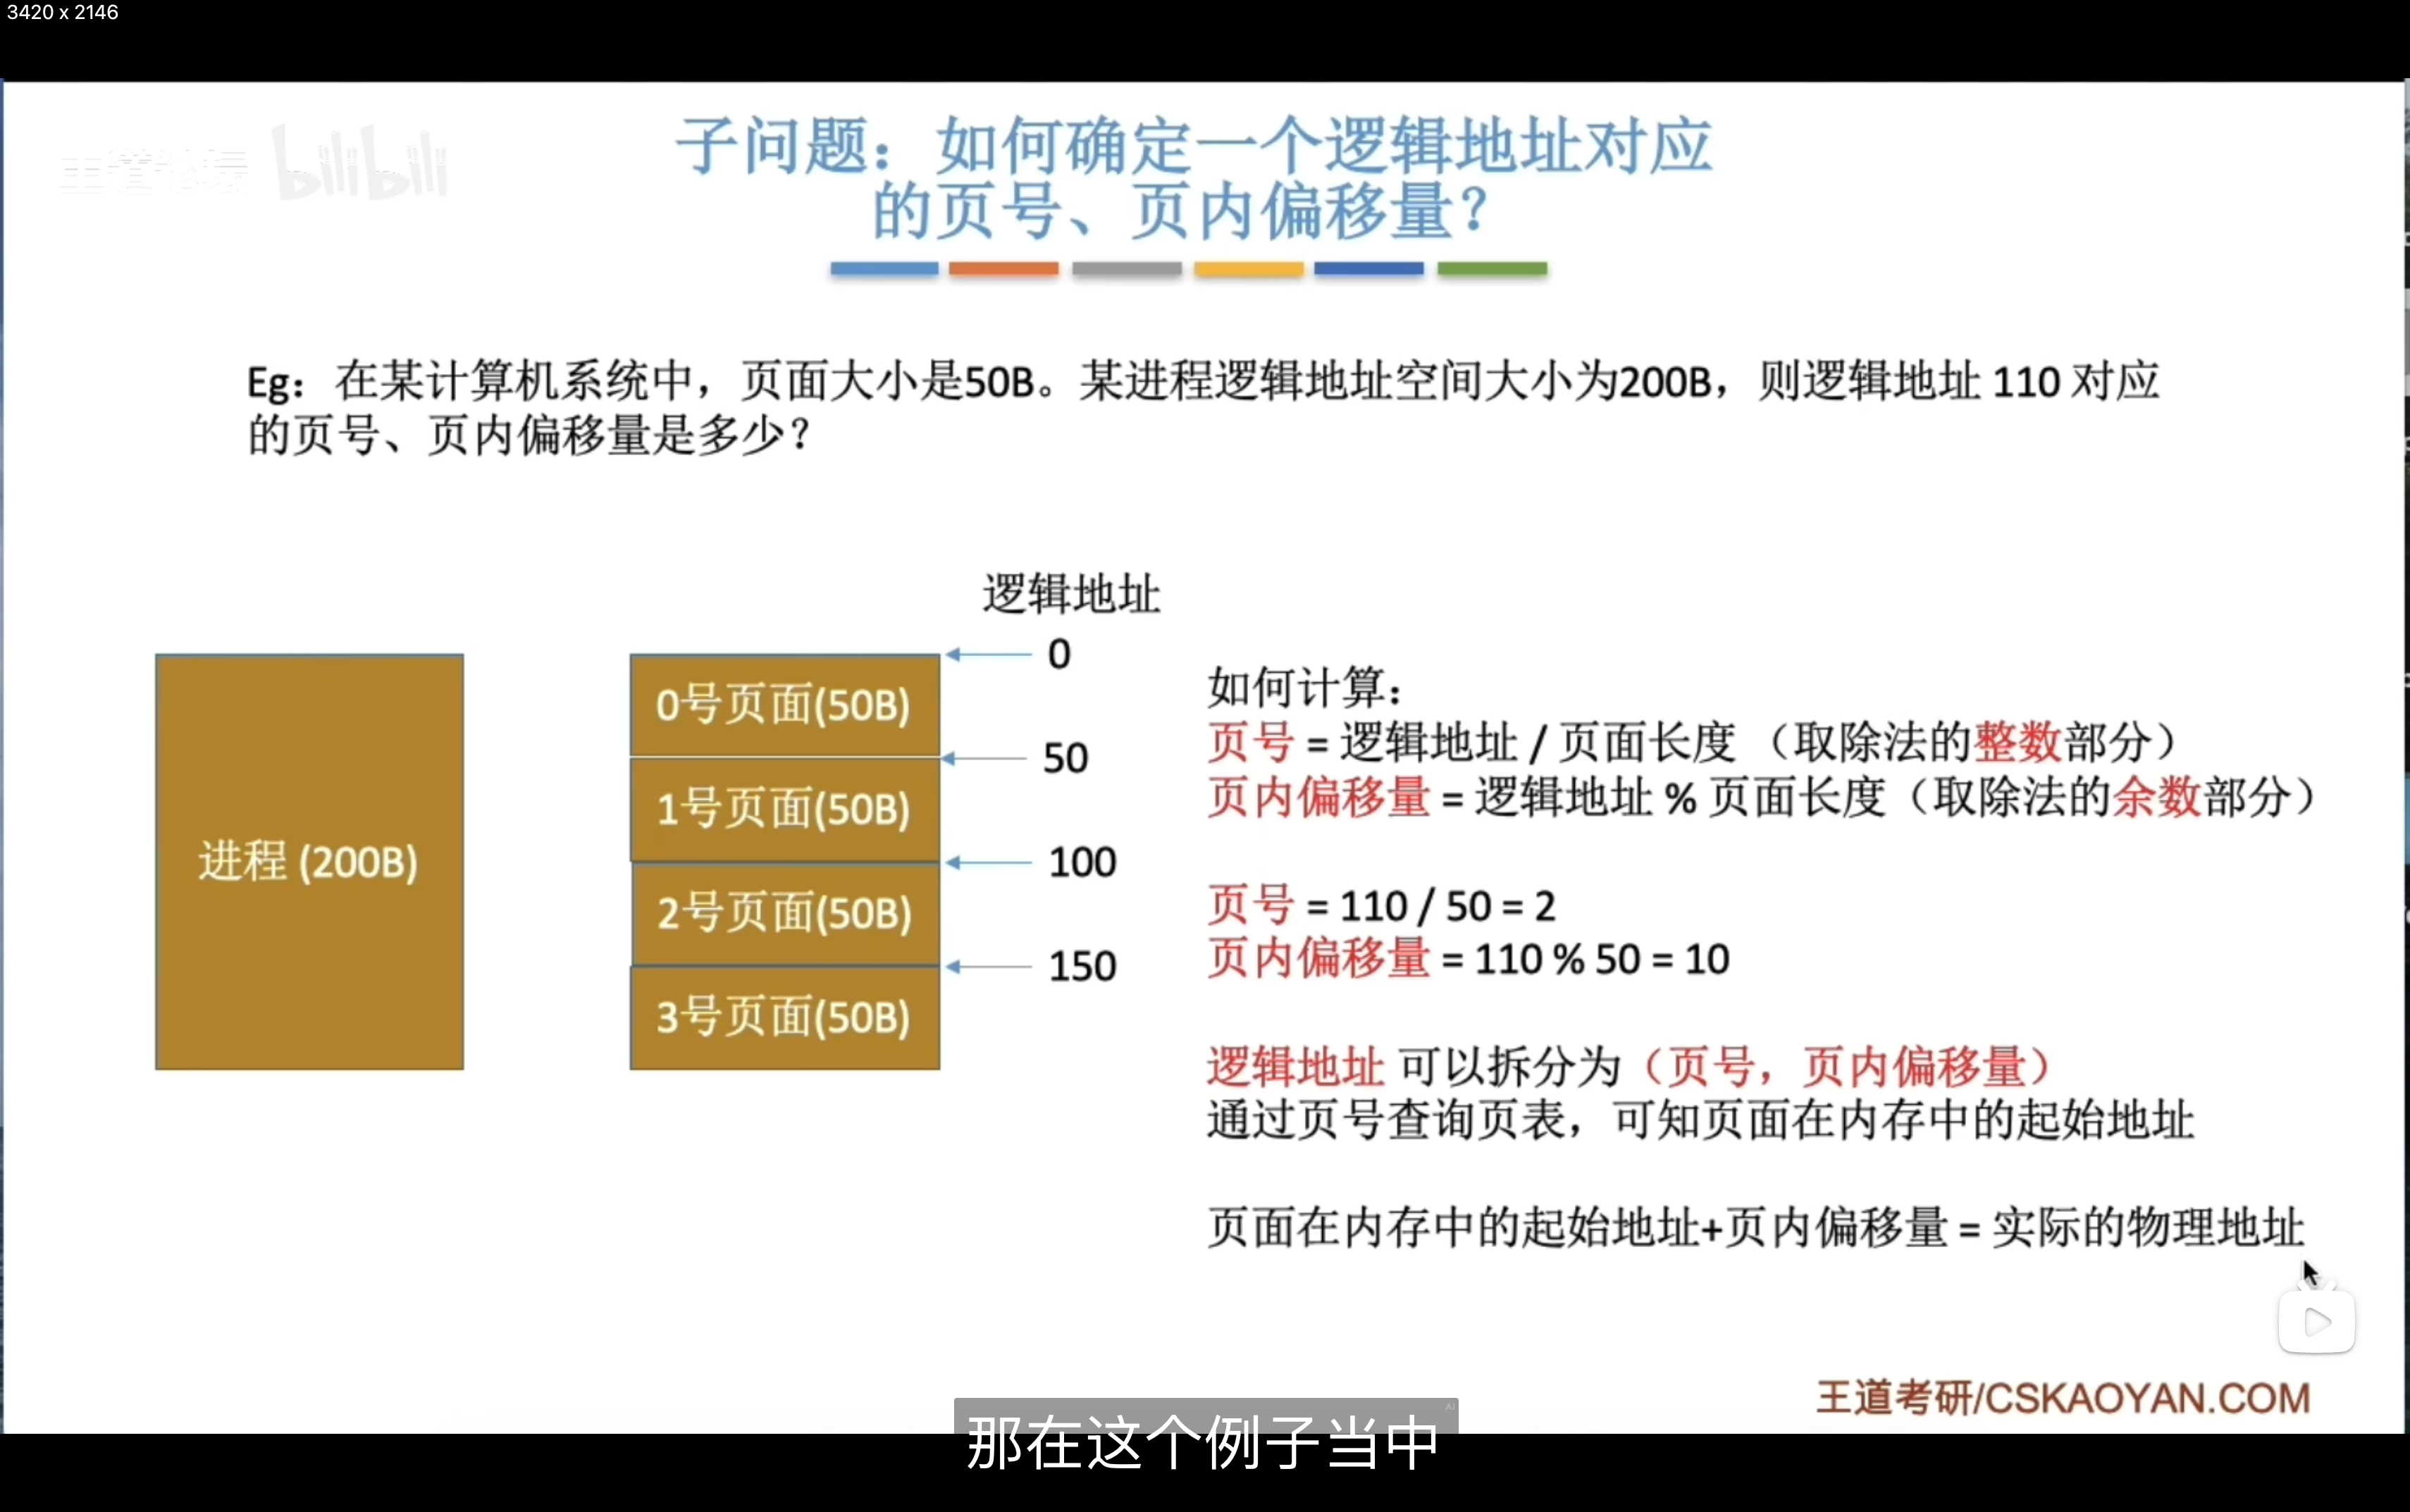 3420 x 2146
bilibili
子问题：如何确定一个逻辑地址对应
的页号、页内偏移量？
Eg：在某计算机系统中，页面大小是50B。某进程逻辑地址空间大小为200B，则逻辑地址 110 对应
的页号、页内偏移量是多少？
逻辑地址
0
50
100
150
进程 (200B)
0号页面(50B)
1号页面(50B)
2号页面(50B)
3号页面(50B)
如何计算：
页号 = 逻辑地址 / 页面长度 （取除法的整数部分）
页内偏移量 = 逻辑地址 % 页面长度（取除法的余数部分）
页号 = 110 / 50 = 2
页内偏移量 = 110 % 50 = 10
逻辑地址 可以拆分为（页号，页内偏移量）
通过页号查询页表，可知页面在内存中的起始地址
页面在内存中的起始地址+页内偏移量 = 实际的物理地址
王道考研/CSKAOYAN.COM
AI
那在这个例子当中